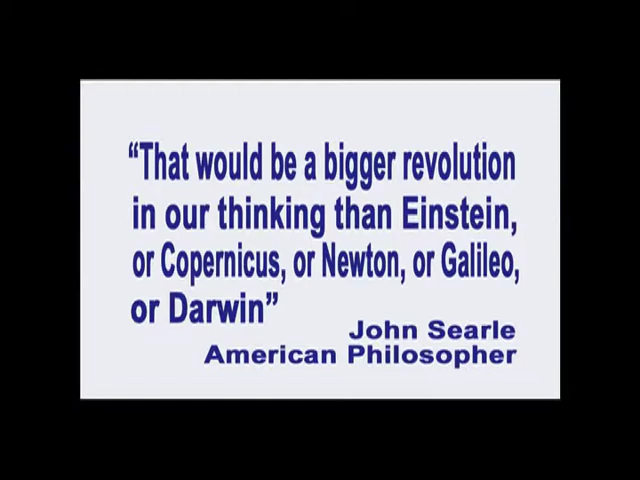 “That would be a bigger revolution
in our thinking than Einstein,
or Copernicus, or Newton, or Galileo,
or Darwin”
John Searle
American Philosopher